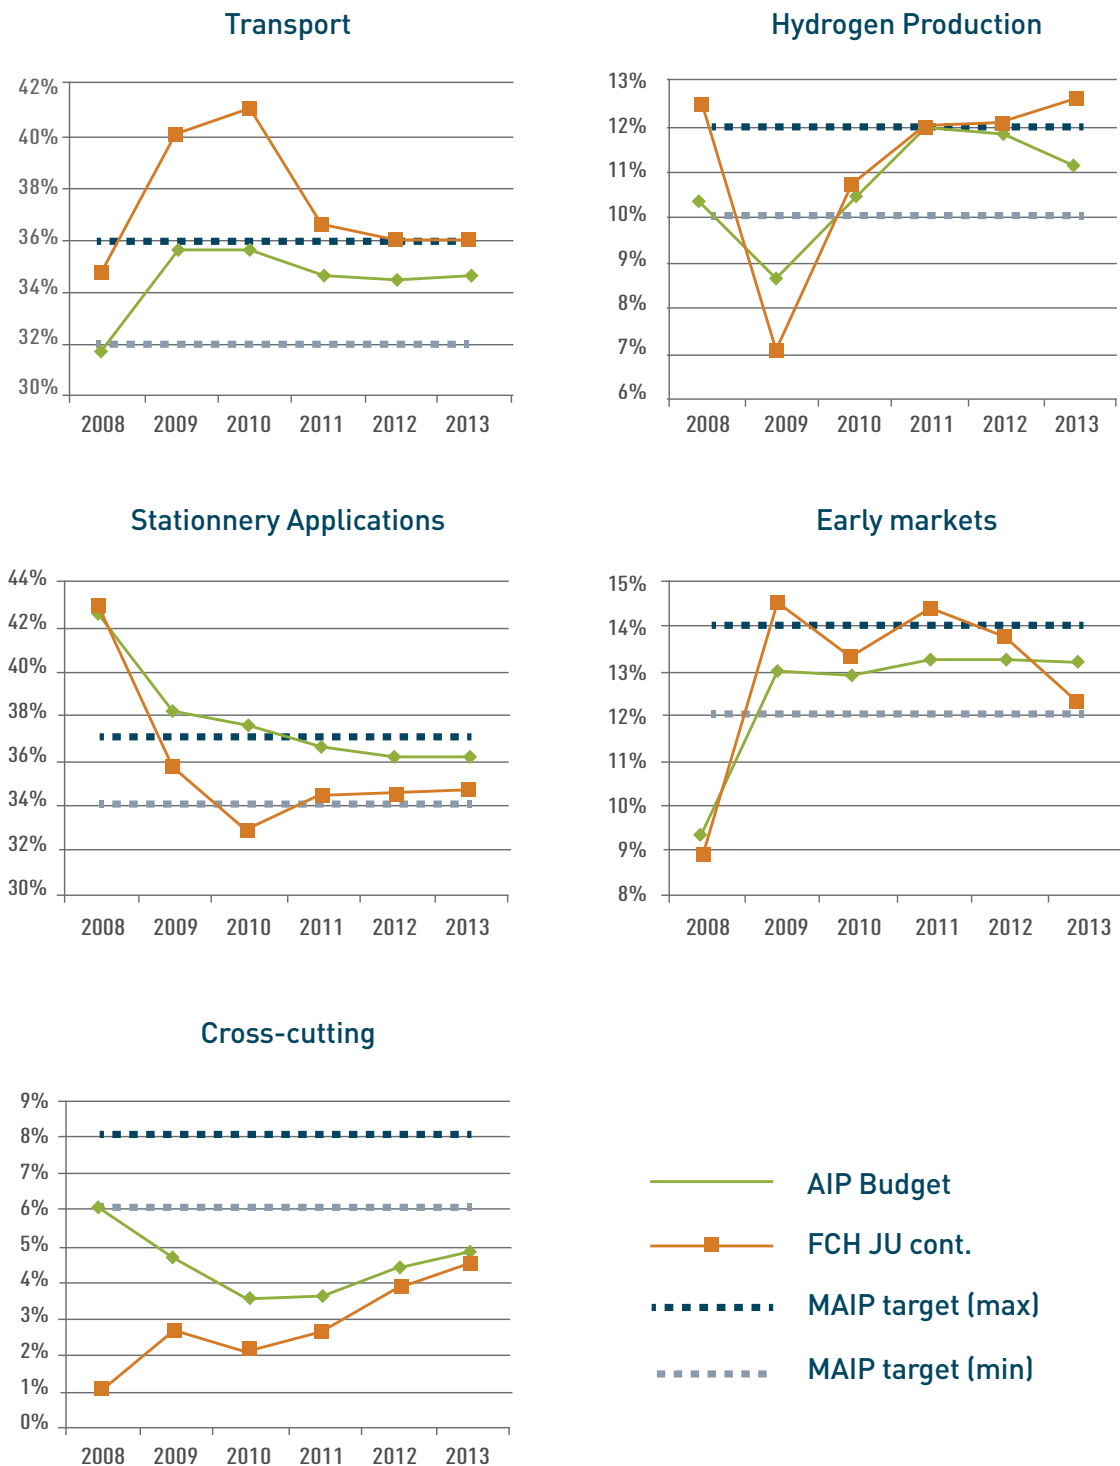 Transport
42%
40%
38%
36%
34%
32%
30%
2008 2009 2010 2011 2012 2013
Hydrogen Production
13%
12%
11%
10%
9%
8%
7%
6%
2008 2009 2010 2011 2012 2013
Stationnery Applications
44%
42%
40%
38%
36%
34%
32%
30%
2008 2009 2010 2011 2012 2013
Early markets
15%
14%
13%
12%
11%
10%
9%
8%
2008 2009 2010 2011 2012 2013
Cross-cutting
9%
8%
7%
6%
5%
4%
3%
2%
1%
0%
2008 2009 2010 2011 2012 2013
AIP Budget
FCH JU cont.
MAIP target (max)
MAIP target (min)